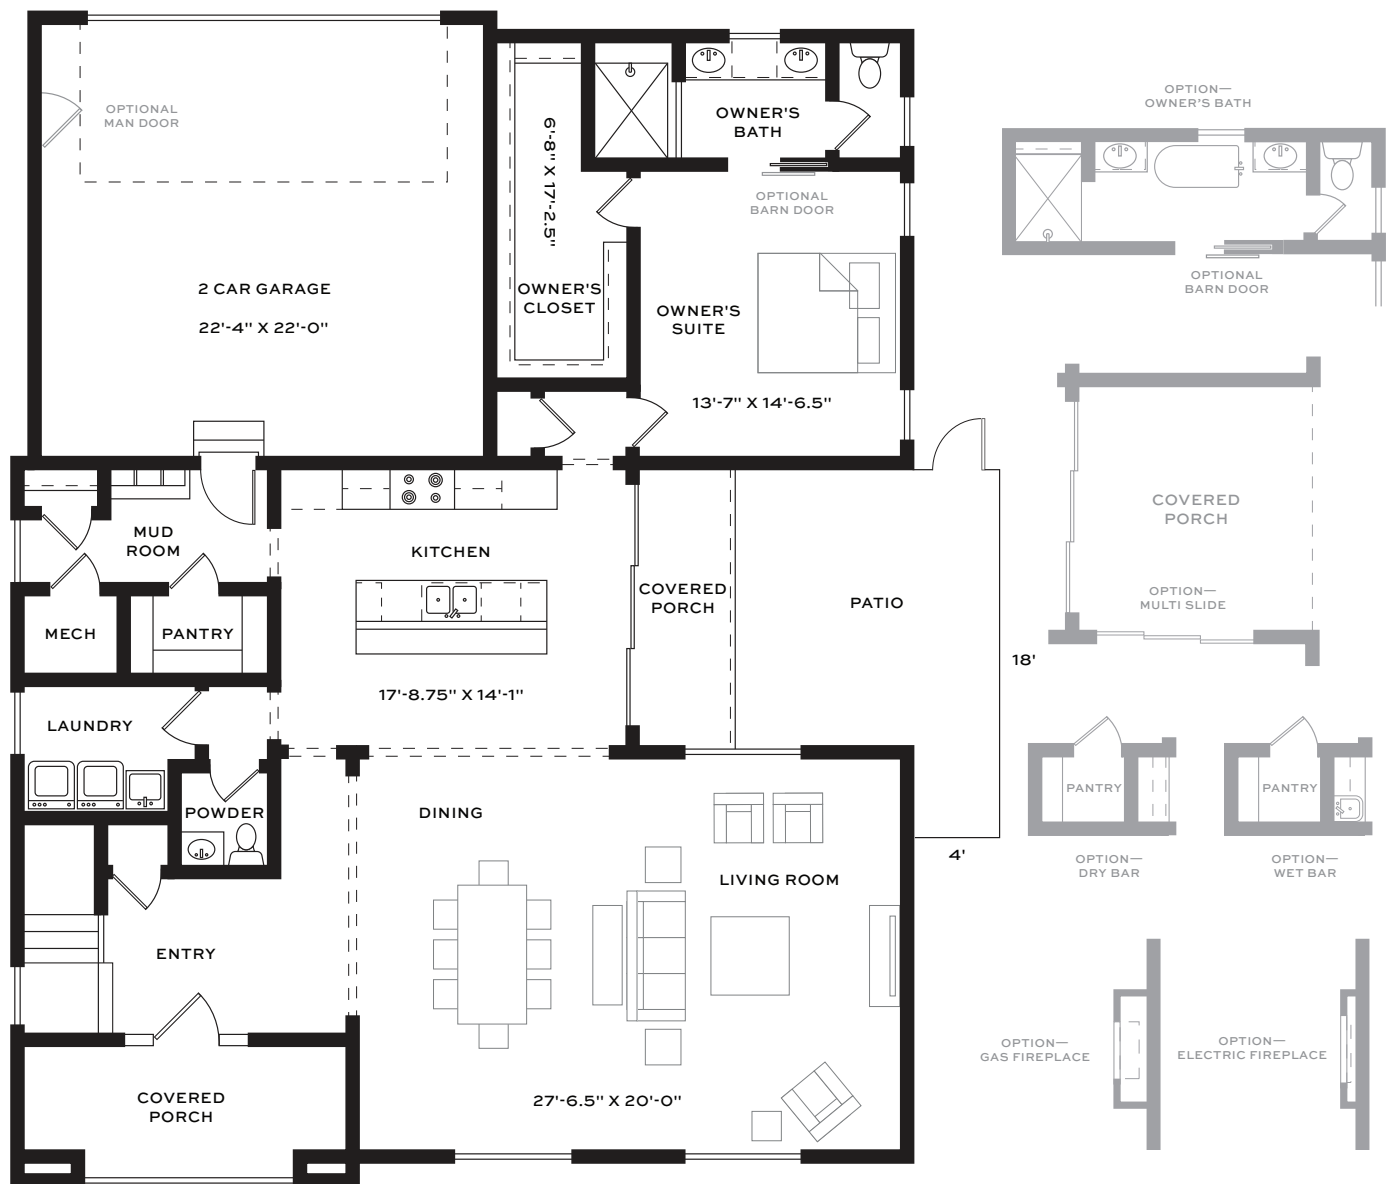 OPTIONAL
MAN DOOR
2 CAR GARAGE
22'-4" X 22'-0"
6'-8" X 17'-2.5"
OWNER'S
CLOSET
OWNER'S
BATH
OPTIONAL
BARN DOOR
OWNER'S
SUITE
13'-7" X 14'-6.5"
MUD
ROOM
MECH
PANTRY
KITCHEN
17'-8.75" X 14'-1"
COVERED
PORCH
PATIO
18'
4'
LAUNDRY
POWDER
DINING
LIVING ROOM
27'-6.5" X 20'-0"
ENTRY
COVERED
PORCH
OPTION—
OWNER'S BATH
OPTIONAL
BARN DOOR
COVERED
PORCH
OPTION—
MULTI SLIDE
PANTRY
OPTION—
DRY BAR
PANTRY
OPTION—
WET BAR
OPTION—
GAS FIREPLACE
OPTION—
ELECTRIC FIREPLACE